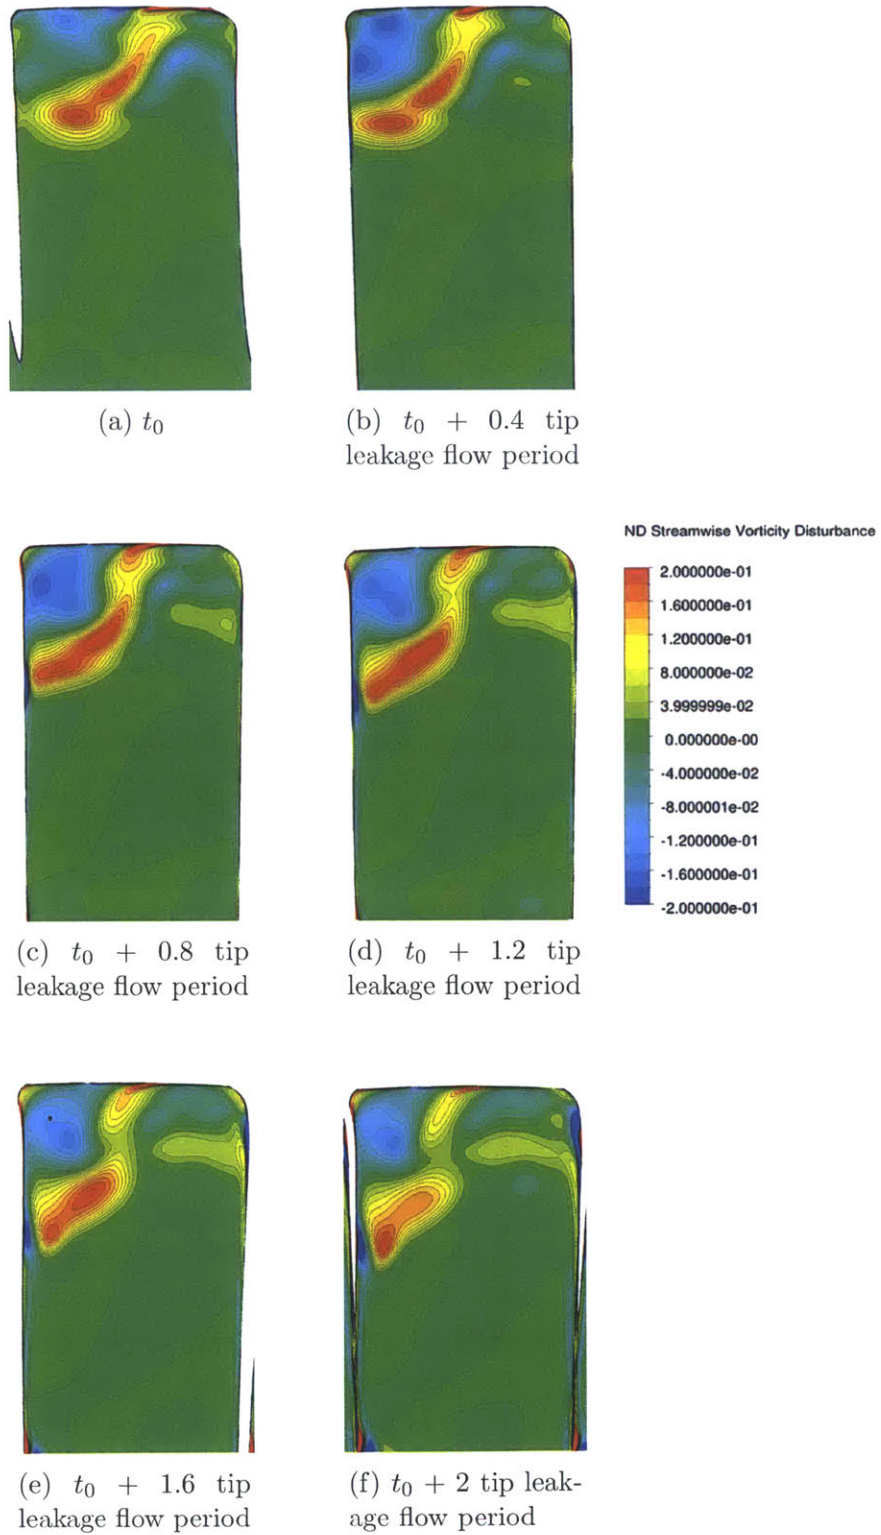 (a) t₀
(b) t₀ + 0.4 tip
leakage flow period
ND Streamwise Vorticity Disturbance
2.000000e-01
1.600000e-01
1.200000e-01
8.000000e-02
3.999999e-02
0.000000e-00
-4.000000e-02
-8.000001e-02
-1.200000e-01
-1.600000e-01
-2.000000e-01
(c) t₀ + 0.8 tip
leakage flow period
(d) t₀ + 1.2 tip
leakage flow period
(e) t₀ + 1.6 tip
leakage flow period
(f) t₀ + 2 tip leak-
age flow period